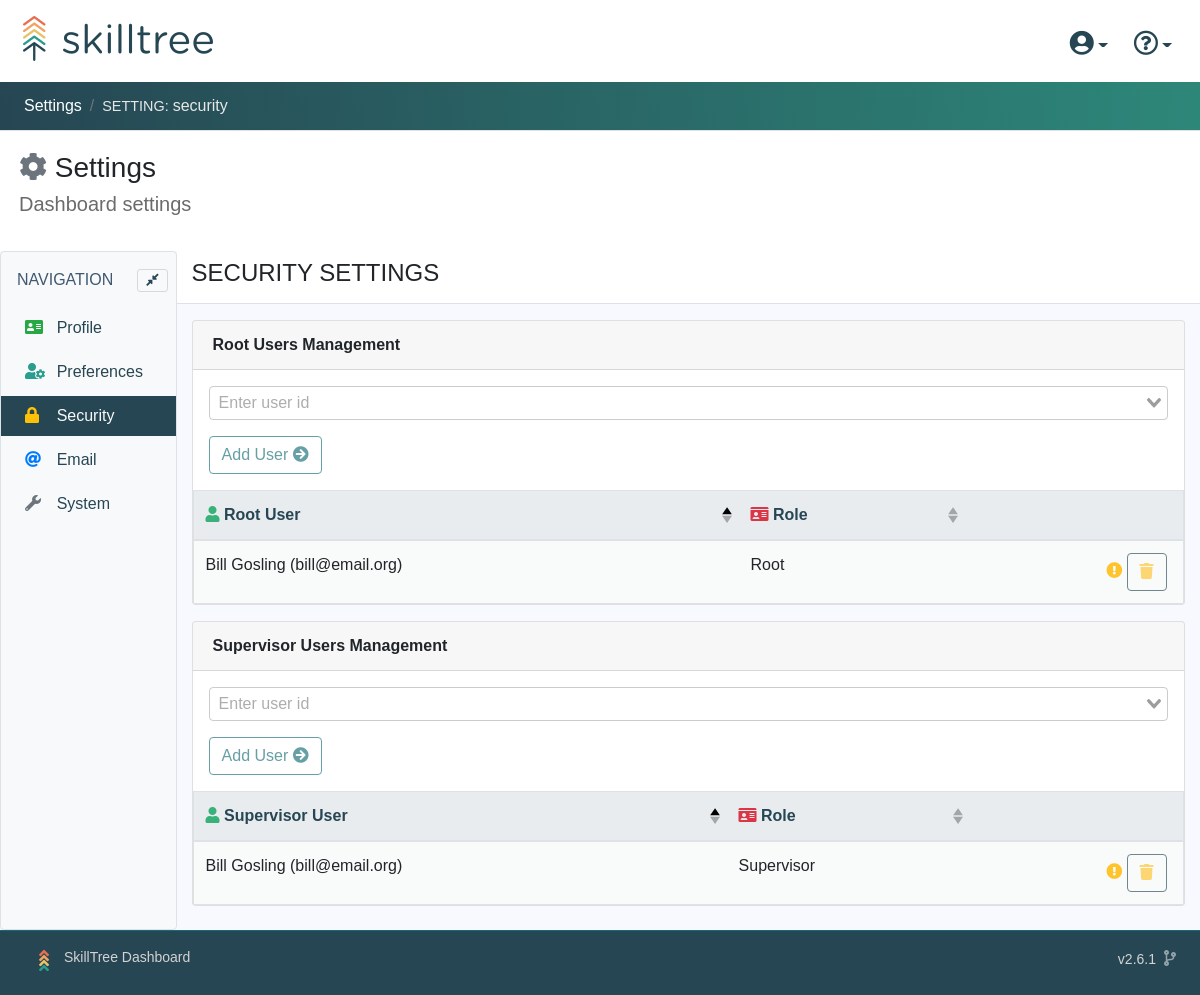 skilltree
Settings / SETTING: security
Settings
Dashboard settings
NAVIGATION
Profile
Preferences
Security
Email
System
SECURITY SETTINGS
Root Users Management
Enter user id
Add User
Root User Role
Bill Gosling (bill@email.org) Root
Supervisor Users Management
Enter user id
Add User
Supervisor User Role
Bill Gosling (bill@email.org) Supervisor
SkillTree Dashboard v2.6.1